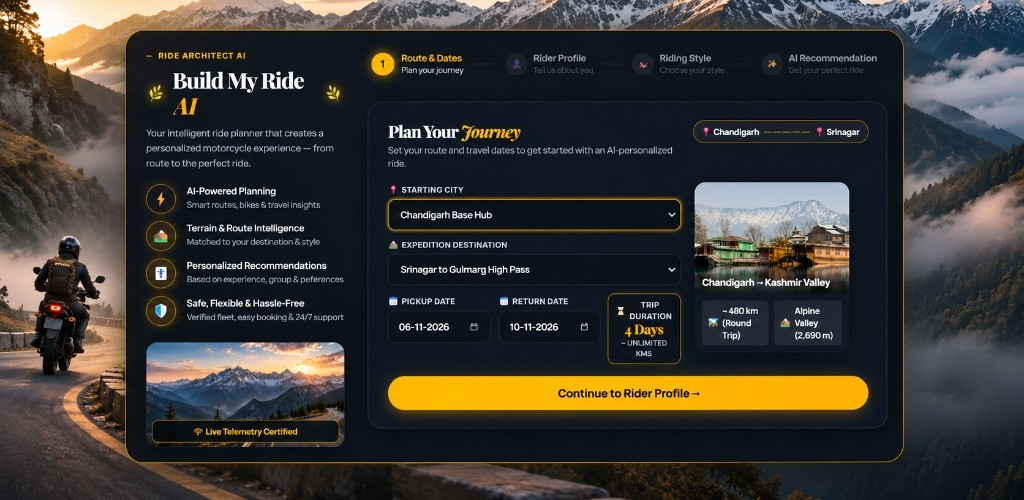 — RIDE ARCHITECT AI
Build My Ride
AI
Your intelligent ride planner that creates a
personalized motorcycle experience — from
route to the perfect ride.
AI-Powered Planning
Smart routes, bikes & travel insights
Terrain & Route Intelligence
Matched to your destination & style
Personalized Recommendations
Based on experience, group & peferences
Safe, Flexible & Hassle-Free
Verified fleet, easy booking & 24/7 support
Live Telemetry Certified
1
Route & Dates
Plan your journey
Rider Profile
Tell us about you
Riding Style
Choose your style
AI Recommendation
Get your perfect ride
Plan Your Journey
Set your route and travel dates to get started with an AI-personalized
ride.
Chandigarh ---- Srinagar
STARTING CITY
Chandigarh Base Hub
EXPEDITION DESTINATION
Srinagar to Gulmarg High Pass
PICKUP DATE
06-11-2026
RETURN DATE
10-11-2026
TRIP
DURATION
4 Days
~ UNLIMITED
KMS
Chandigarh → Kashmir Valley
~ 480 km
(Round
Trip)
Alpine
Valley
(2,690 m)
Continue to Rider Profile →